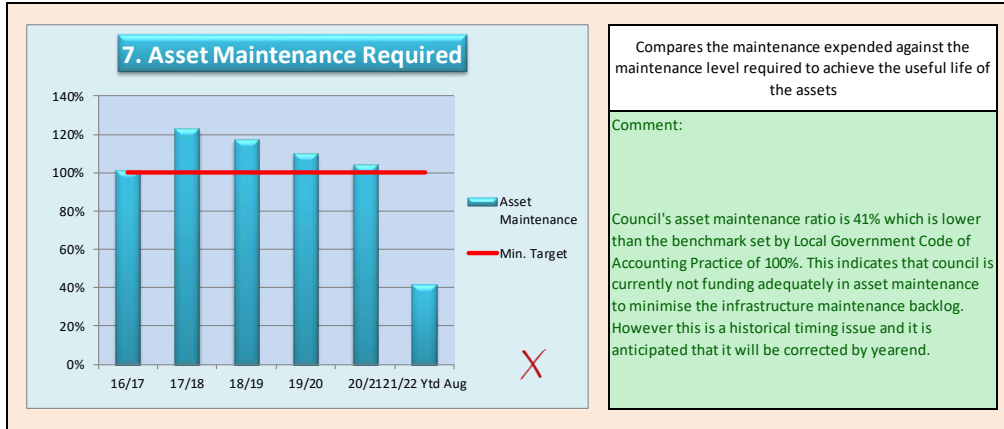 7. Asset Maintenance Required
140%
120%
100%
80%
60%
40%
20%
0%
16/17
17/18
18/19
19/20
20/21
21/22 Ytd Aug
Asset
Maintenance
Min. Target
Compares the maintenance expended against the
maintenance level required to achieve the useful life of
the assets
Comment:
Council's asset maintenance ratio is 41% which is lower
than the benchmark set by Local Government Code of
Accounting Practice of 100%. This indicates that council is
currently not funding adequately in asset maintenance
to minimise the infrastructure maintenance backlog.
However this is a historical timing issue and it is
anticipated that it will be corrected by yearend.